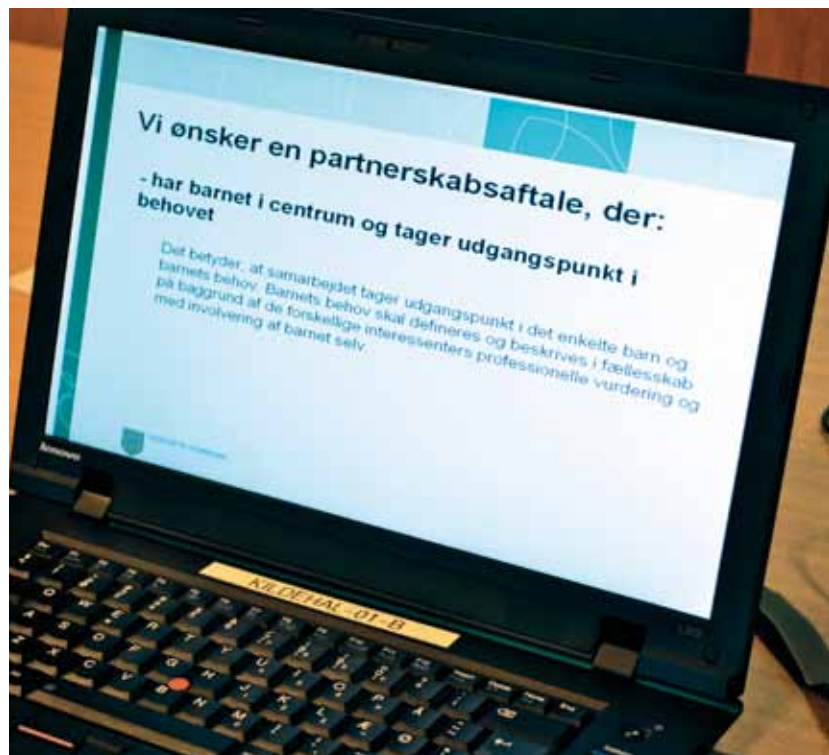 Vi ønsker en partnerskabsaftale, der:
- har barnet i centrum og tager udgangspunkt i
behovet
Det betyder, at samarbejdet tager udgangspunkt i det enkelte barn og
barnets behov. Barnets behov skal defineres og beskrives i fællesskab
på baggrund af de forskellige interessenters professionelle vurdering og
med involvering af barnet selv.
lenovo
KILDEHAL-01-B